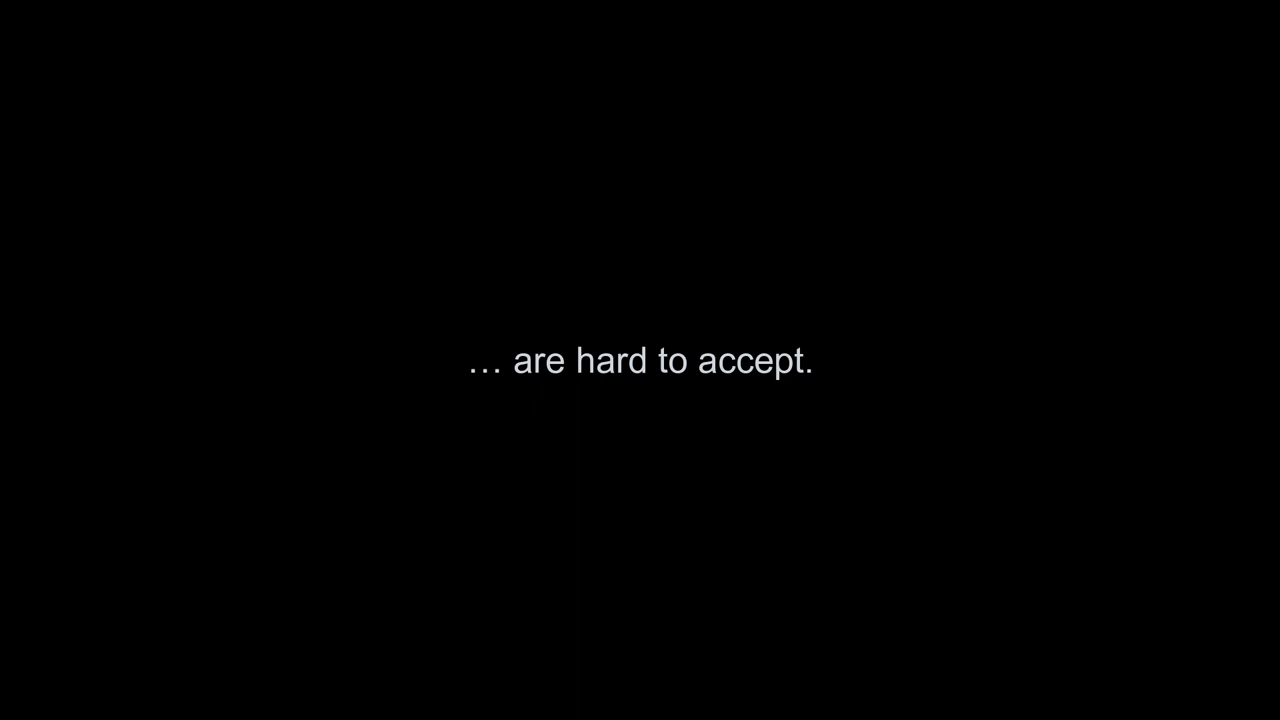 … are hard to accept.